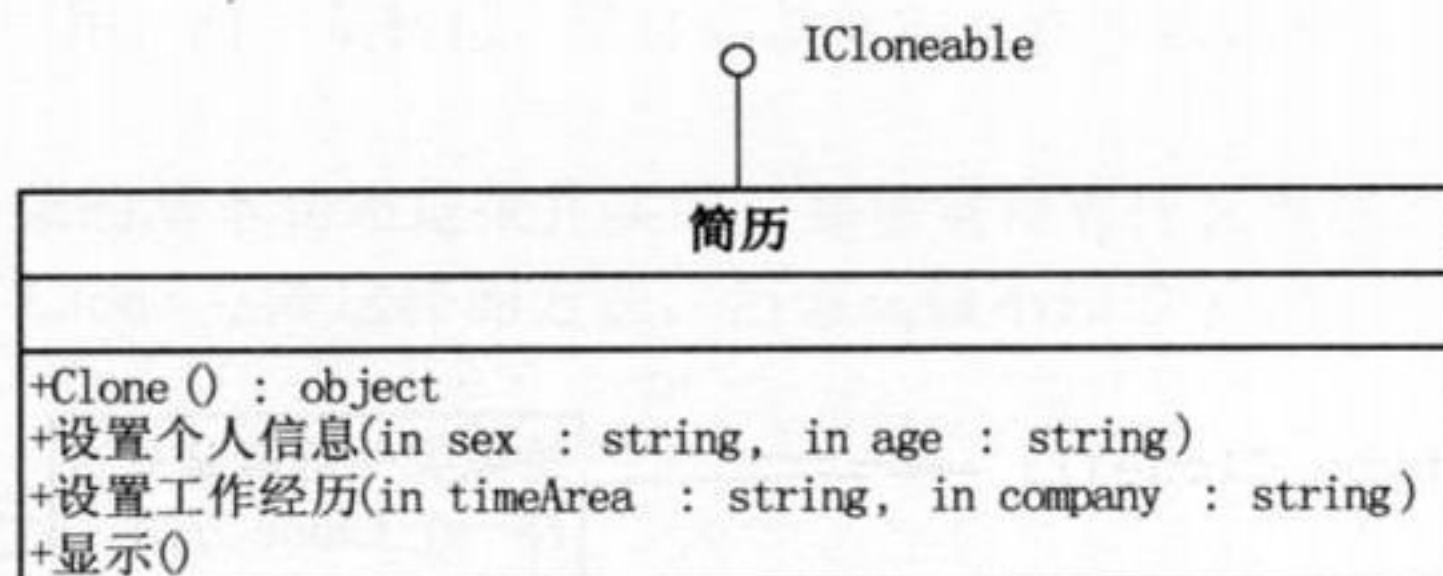 ICloneable
简历
+Clone() : object
+设置个人信息(in sex : string, in age : string)
+设置工作经历(in timeArea : string, in company : string)
+显示()